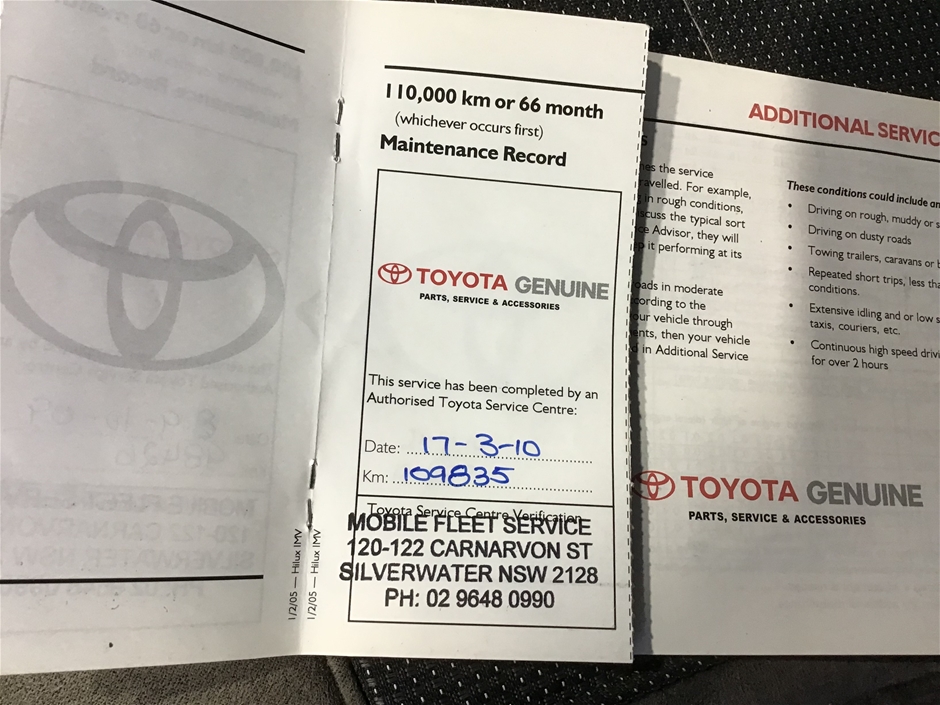 110,000 km or 66 month
(whichever occurs first)
Maintenance Record
TOYOTA GENUINE
PARTS, SERVICE & ACCESSORIES
This service has been completed by an
Authorised Toyota Service Centre:
Date: 17-3-10
Km: 109835
Toyota Service Centre Verification
MOBILE FLEET SERVICE
120-122 CARNARVON ST
SILVERWATER NSW 2128
PH: 02 9648 0990
1/2/05 — Hilux IMV
1/2/05 — Hilux IMV
ADDITIONAL SERVIC
the service
ravelled. For example,
in rough conditions,
the typical sort
Advisor, they will
it performing at its
oads in moderate
cording to the
our vehicle through
ents, then your vehicle
in Additional Service
These conditions could include an
• Driving on rough, muddy or s
• Driving on dusty roads
• Towing trailers, caravans or b
• Repeated short trips, less tha
conditions.
• Extensive idling and or low s
taxis, couriers, etc.
• Continuous high speed drivi
for over 2 hours
TOYOTA GENUINE
PARTS, SERVICE & ACCESSORIES